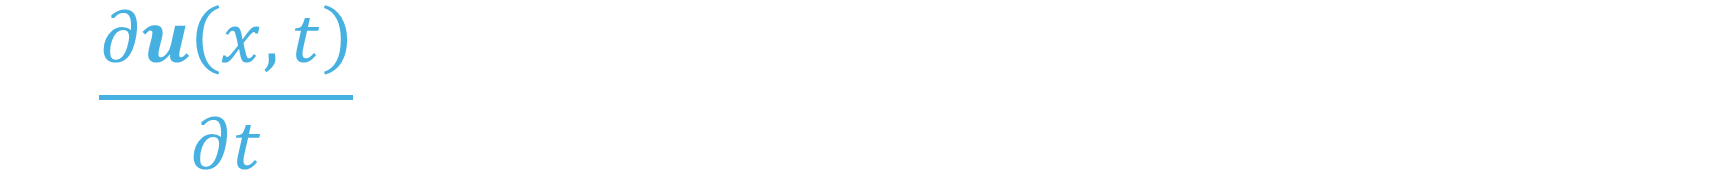 ∂u(x, t)
∂t